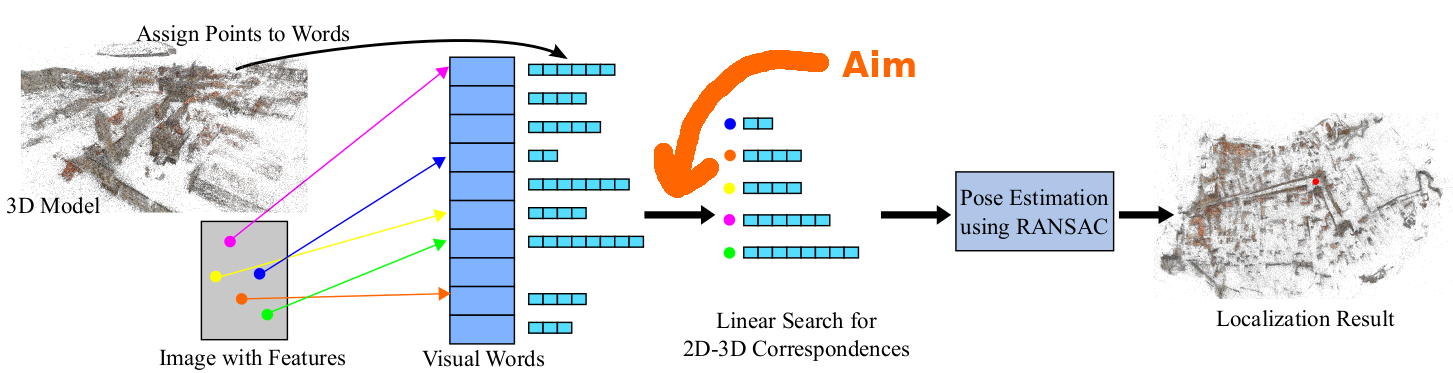 Assign Points to Words
3D Model
Image with Features
Visual Words
Aim
Linear Search for
2D-3D Correspondences
Pose Estimation
using RANSAC
Localization Result